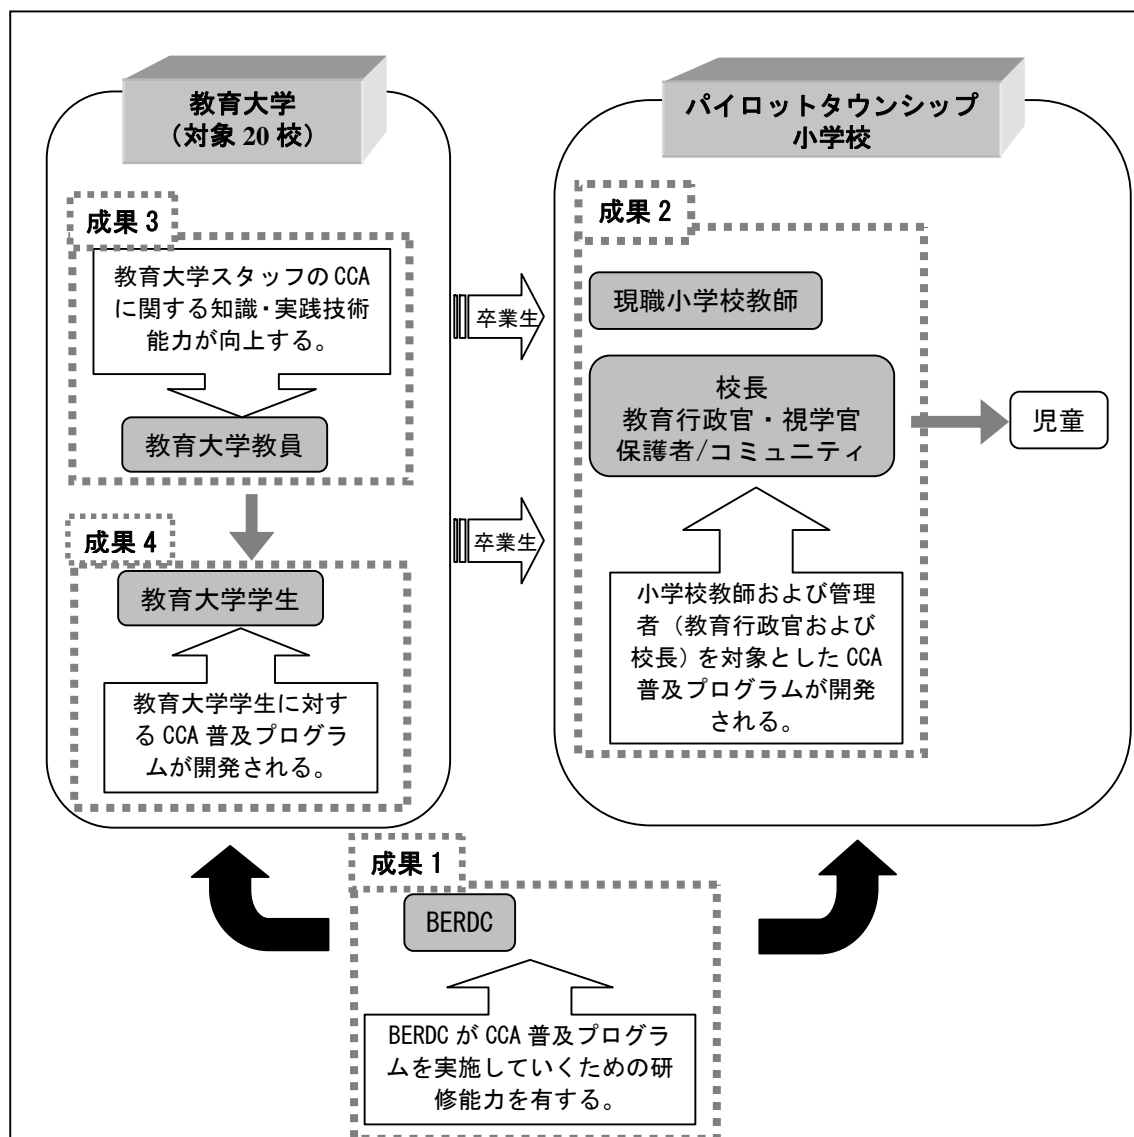 教育大学
（対象 20 校）
成果 3
教育大学スタッフの CCA
に関する知識・実践技術
能力が向上する。
教育大学教員
成果 4
教育大学学生
教育大学学生に対す
る CCA 普及プログラ
ムが開発される。
卒業生
卒業生
パイロットタウンシップ
小学校
成果 2
現職小学校教師
校長
教育行政官・視学官
保護者/コミュニティ
児童
小学校教師および管理
者（教育行政官および
校長）を対象とした CCA
普及プログラムが開発
される。
成果 1
BERDC
BERDC が CCA 普及プログラ
ムを実施していくための研
修能力を有する。